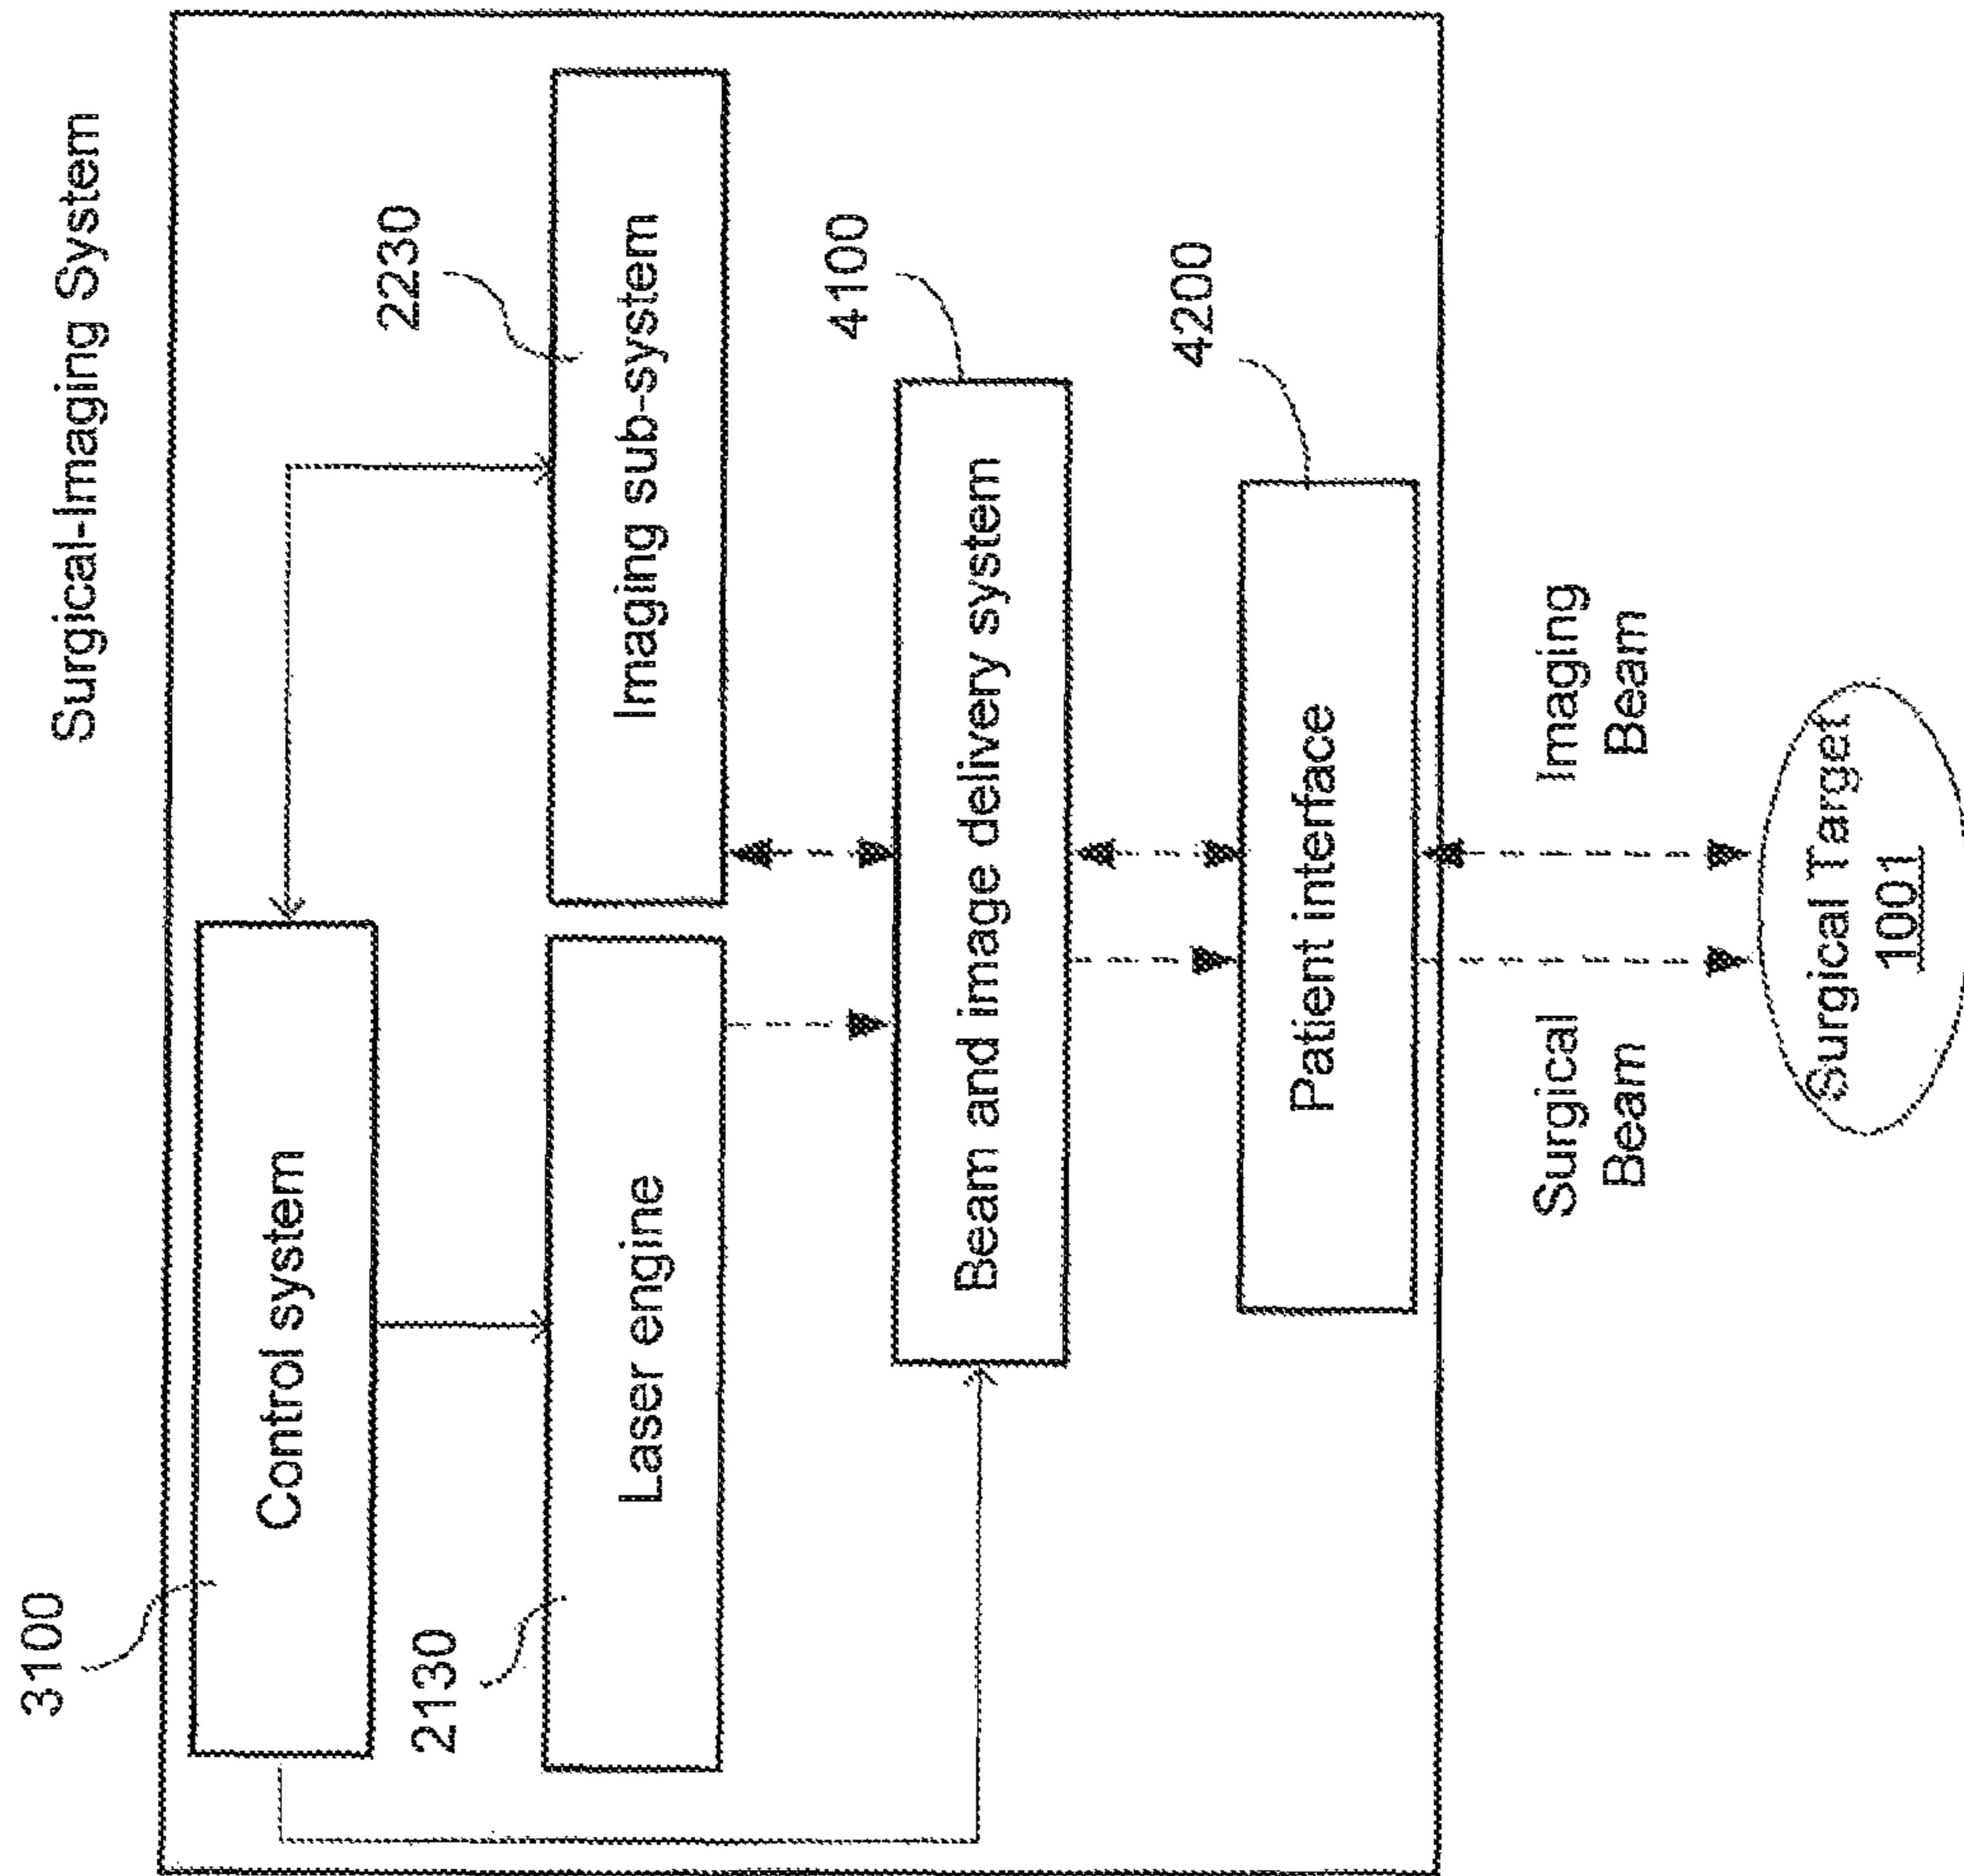 Surgical-Imaging System
3100
Control system
2130
Laser engine
2230
Imaging sub-system
4100
Beam and image delivery system
4200
Patient interface
Surgical
Beam
Imaging
Beam
Surgical Target
1001